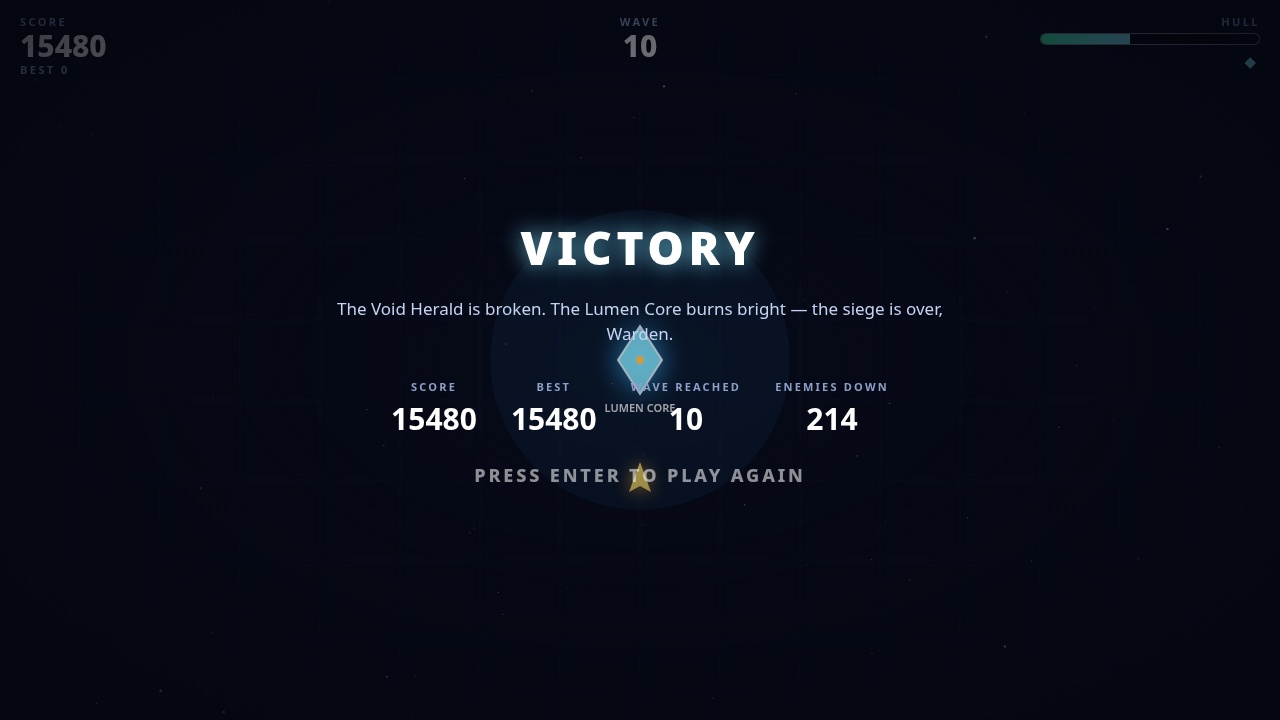 SCORE
15480
BEST 0
WAVE
10
HULL
VICTORY
The Void Herald is broken. The Lumen Core burns bright — the siege is over,
Warden.
SCORE BEST WAVE REACHED ENEMIES DOWN
15480 15480 10 214
LUMEN CORE
PRESS ENTER TO PLAY AGAIN